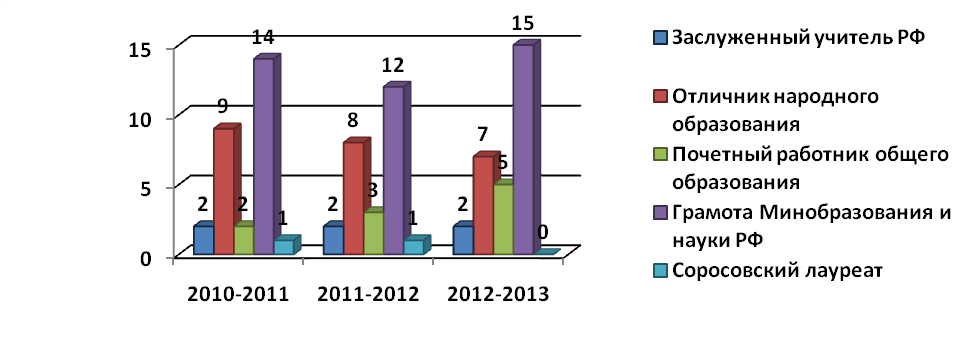 15
10
5
0
2
9
2
14
1
2
8
3
12
1
2
7
5
15
0
2010-2011
2011-2012
2012-2013
Заслуженный учитель РФ
Отличник народного
образования
Почетный работник общего
образования
Грамота Минобразования и
науки РФ
Соросовский лауреат